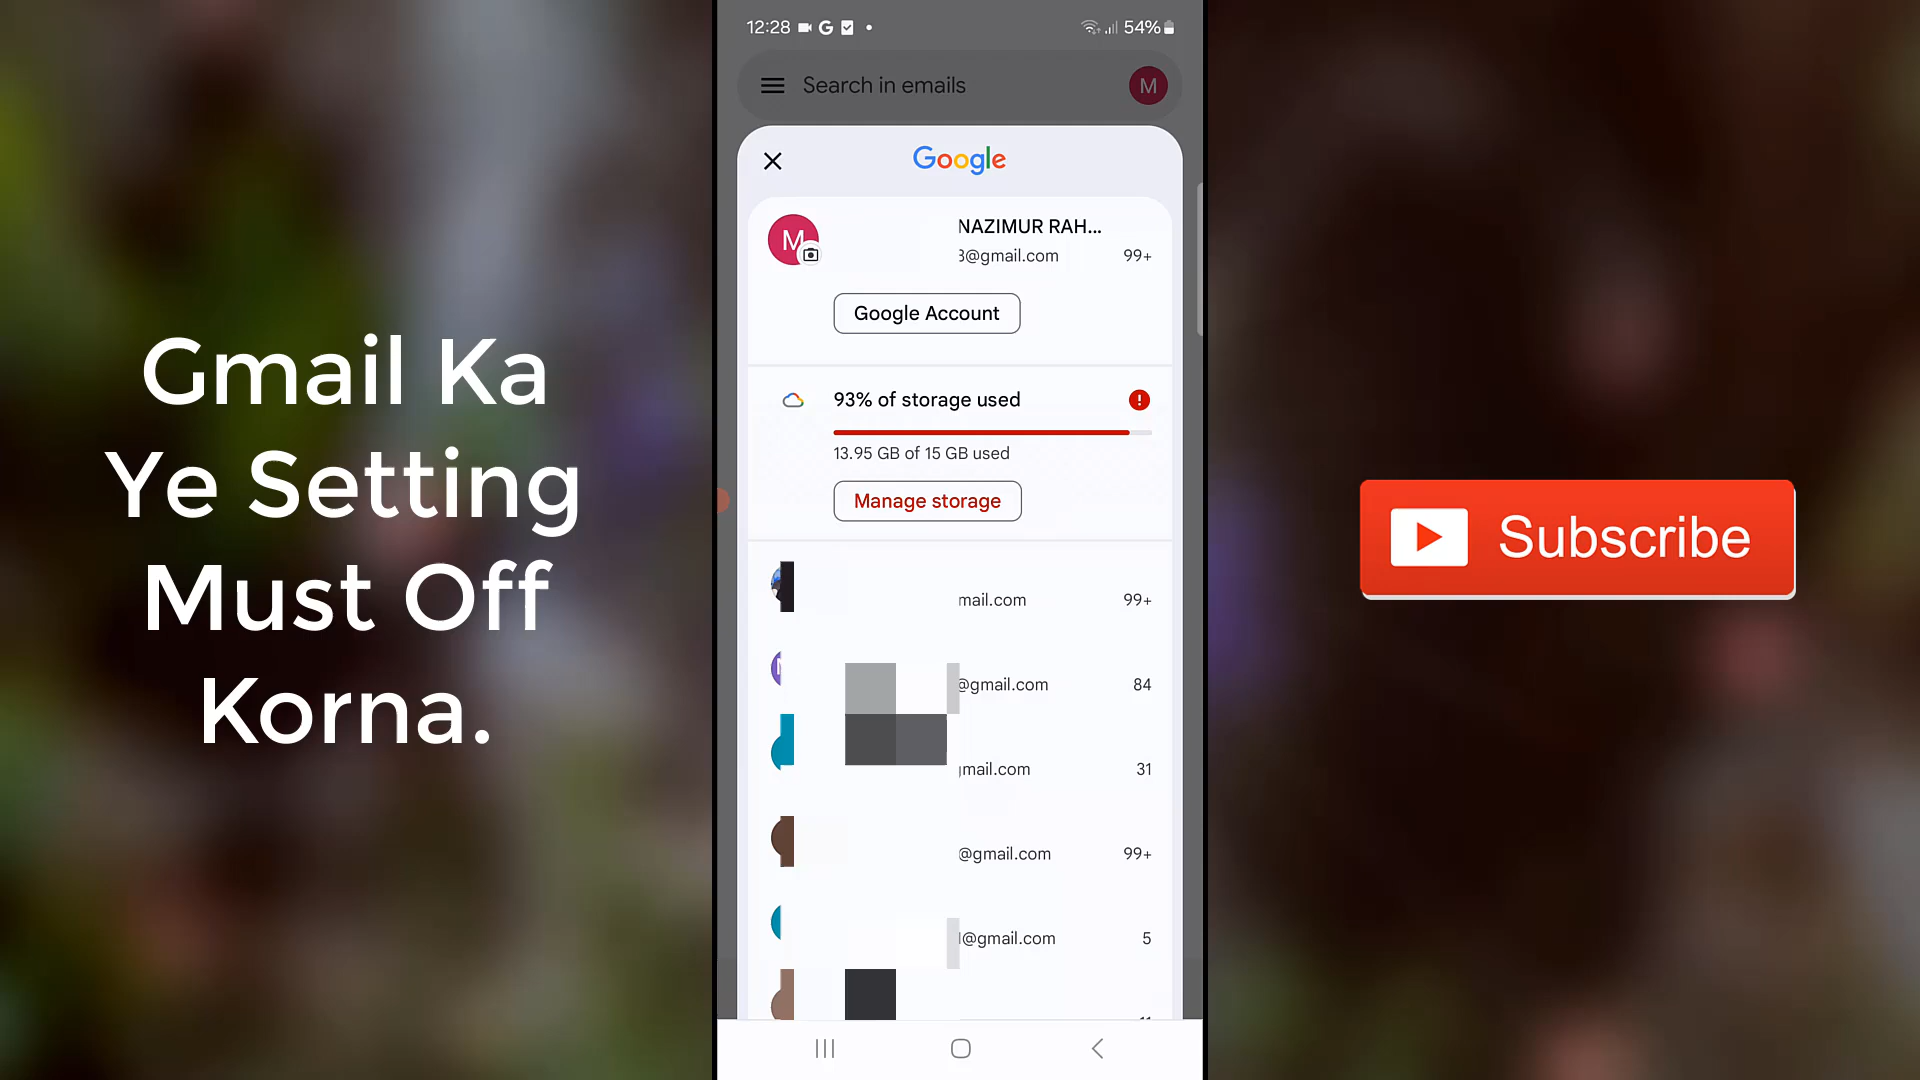 12:28
54%
Search in emails
M
Google
M
NAZIMUR RAH...
3@gmail.com
99+
Google Account
93% of storage used
13.95 GB of 15 GB used
Manage storage
mail.com
99+
@gmail.com
84
gmail.com
31
@gmail.com
99+
@gmail.com
5
Gmail Ka
Ye Setting
Must Off
Korna.
Subscribe